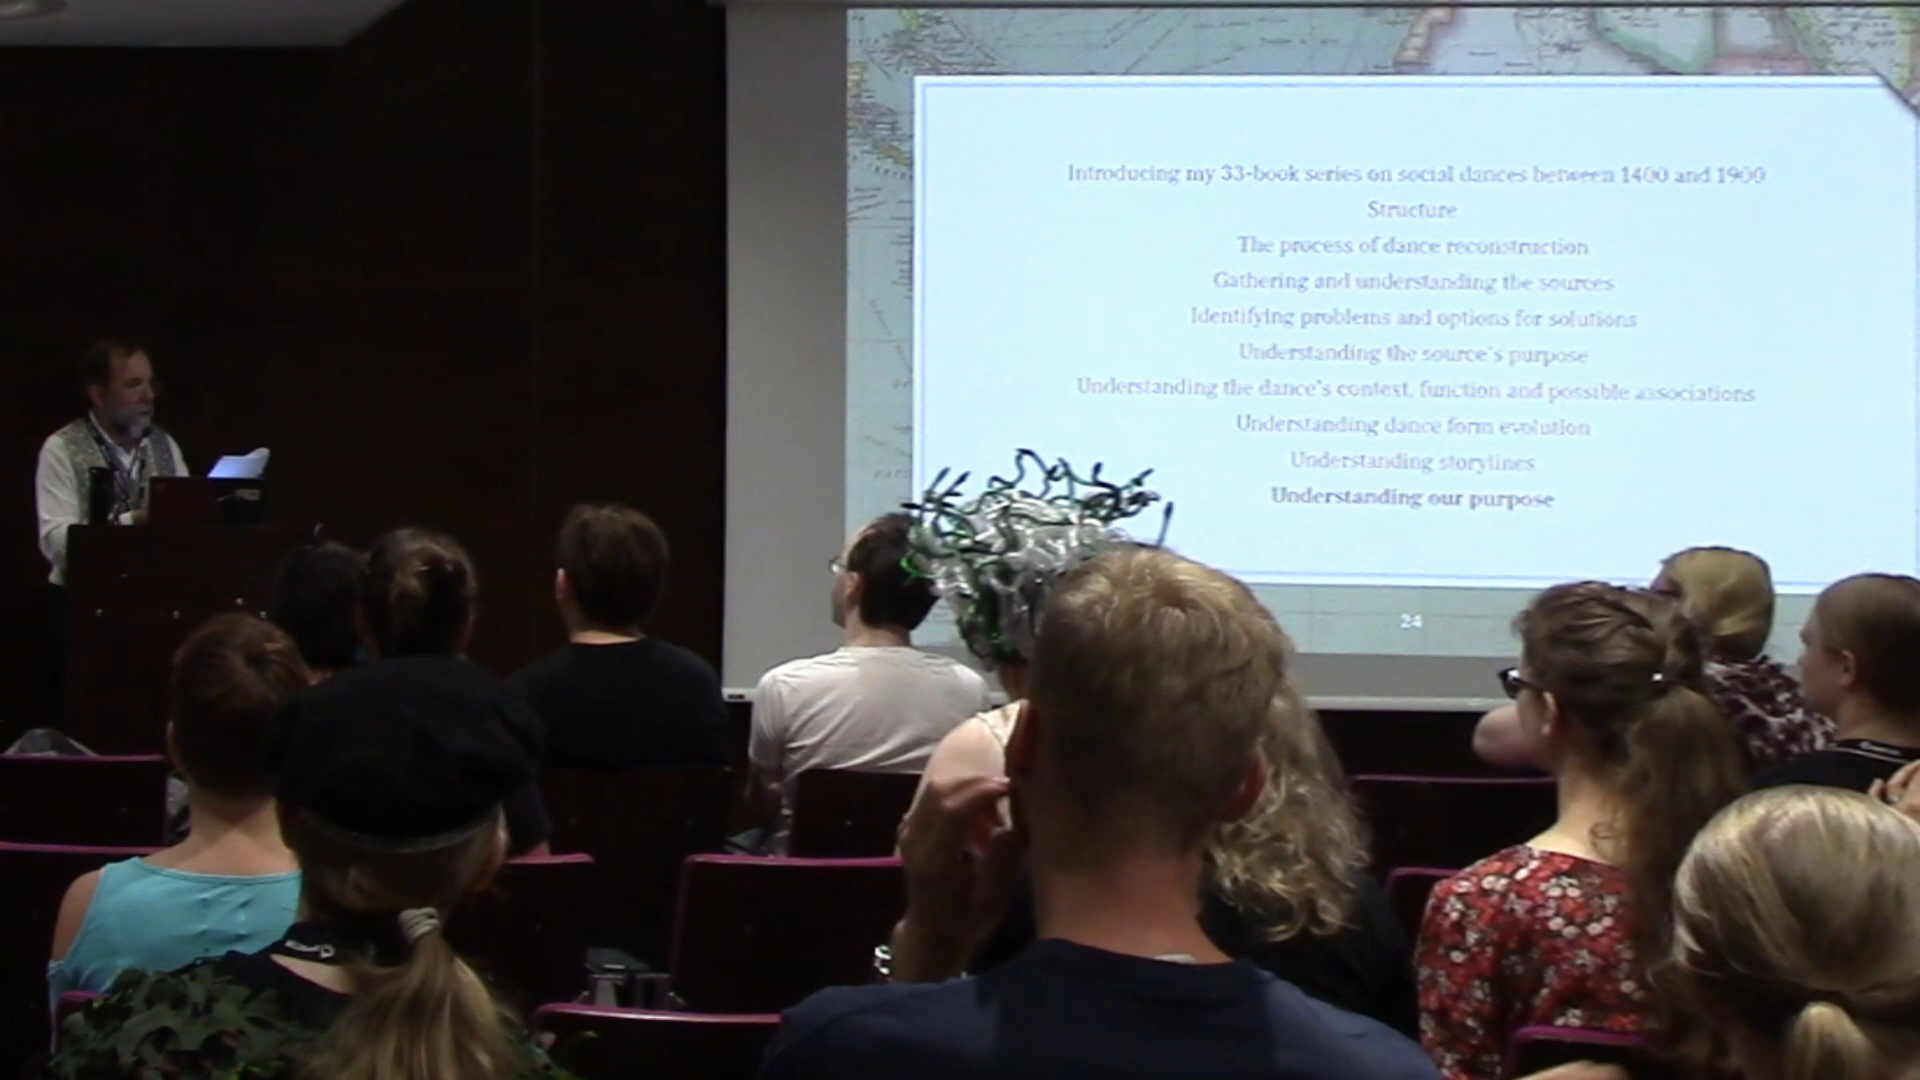 Introducing my 33-book series on social dances between 1400 and 1900
Structure
The process of dance reconstruction
Gathering and understanding the sources
Identifying problems and options for solutions
Understanding the source's purpose
Understanding the dance's context, function and possible associations
Understanding dance form evolution
Understanding storylines
Understanding our purpose
24